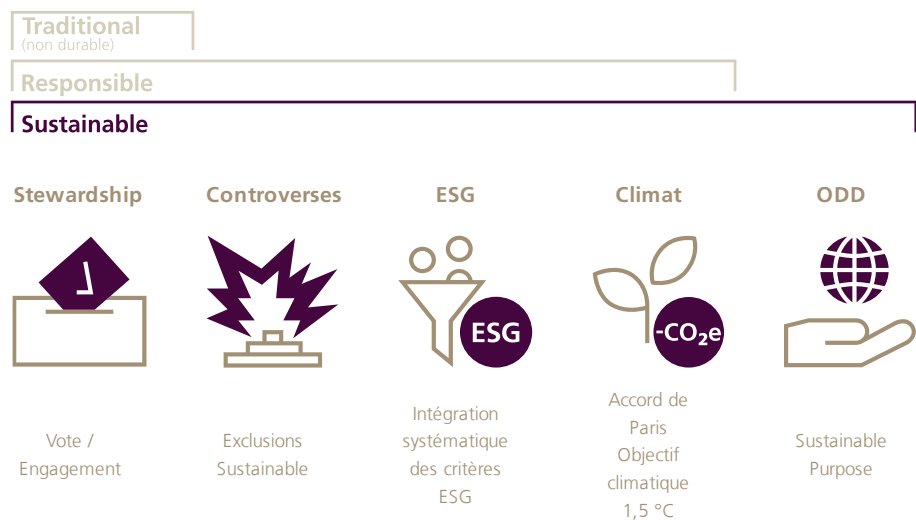 Traditional
(non durable)
Responsible
Sustainable
Stewardship
Controverses
ESG
Climat
ODD
ESG
-CO₂e
Vote /
Engagement
Exclusions
Sustainable
Intégration
systématique
des critères
ESG
Accord de
Paris
Objectif
climatique
1,5 °C
Sustainable
Purpose